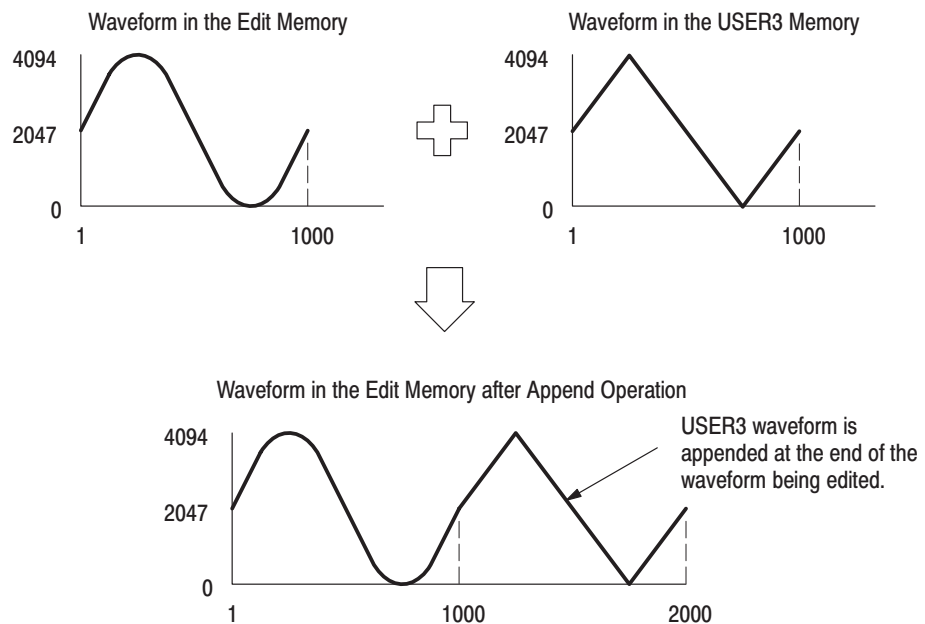 Waveform in the Edit Memory
4094
2047
0
1
1000
Waveform in the USER3 Memory
4094
2047
0
1
1000
Waveform in the Edit Memory after Append Operation
4094
2047
0
1
1000
2000
USER3 waveform is
appended at the end of the
waveform being edited.